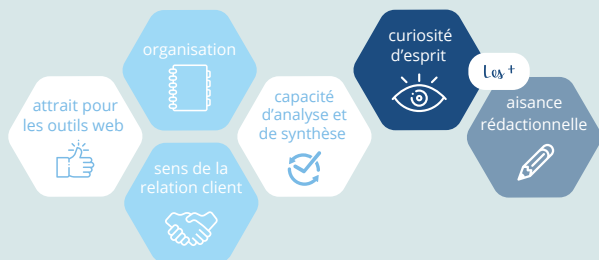 attrait pour
les outils web
organisation
sens de la
relation client
capacité
d'analyse et
de synthèse
curiosité
d'esprit
Les +
aisance
rédactionnelle